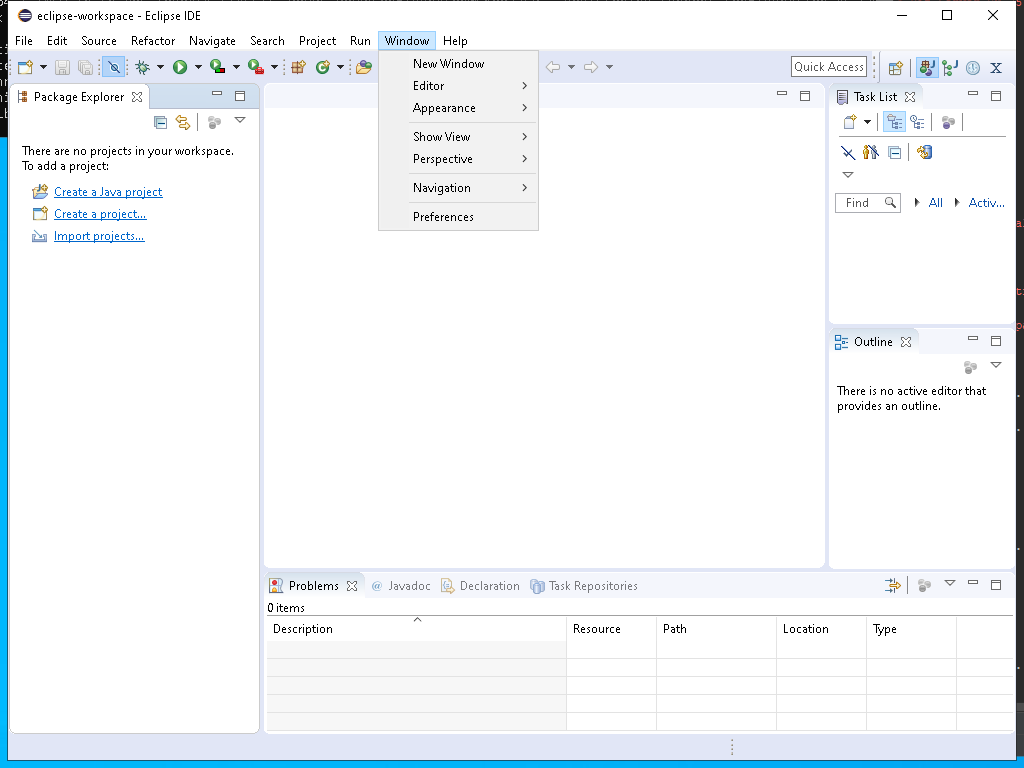 eclipse-workspace - Eclipse IDE
File Edit Source Refactor Navigate Search Project Run Window Help
New Window
Editor
Appearance
Show View
Perspective
Navigation
Preferences
Quick Access
Package Explorer
There are no projects in your workspace.
To add a project:
Create a Java project
Create a project...
Import projects...
Task List
Find
All
Activ...
Outline
There is no active editor that
provides an outline.
Problems @ Javadoc Declaration Task Repositories
0 items
Description Resource Path Location Type